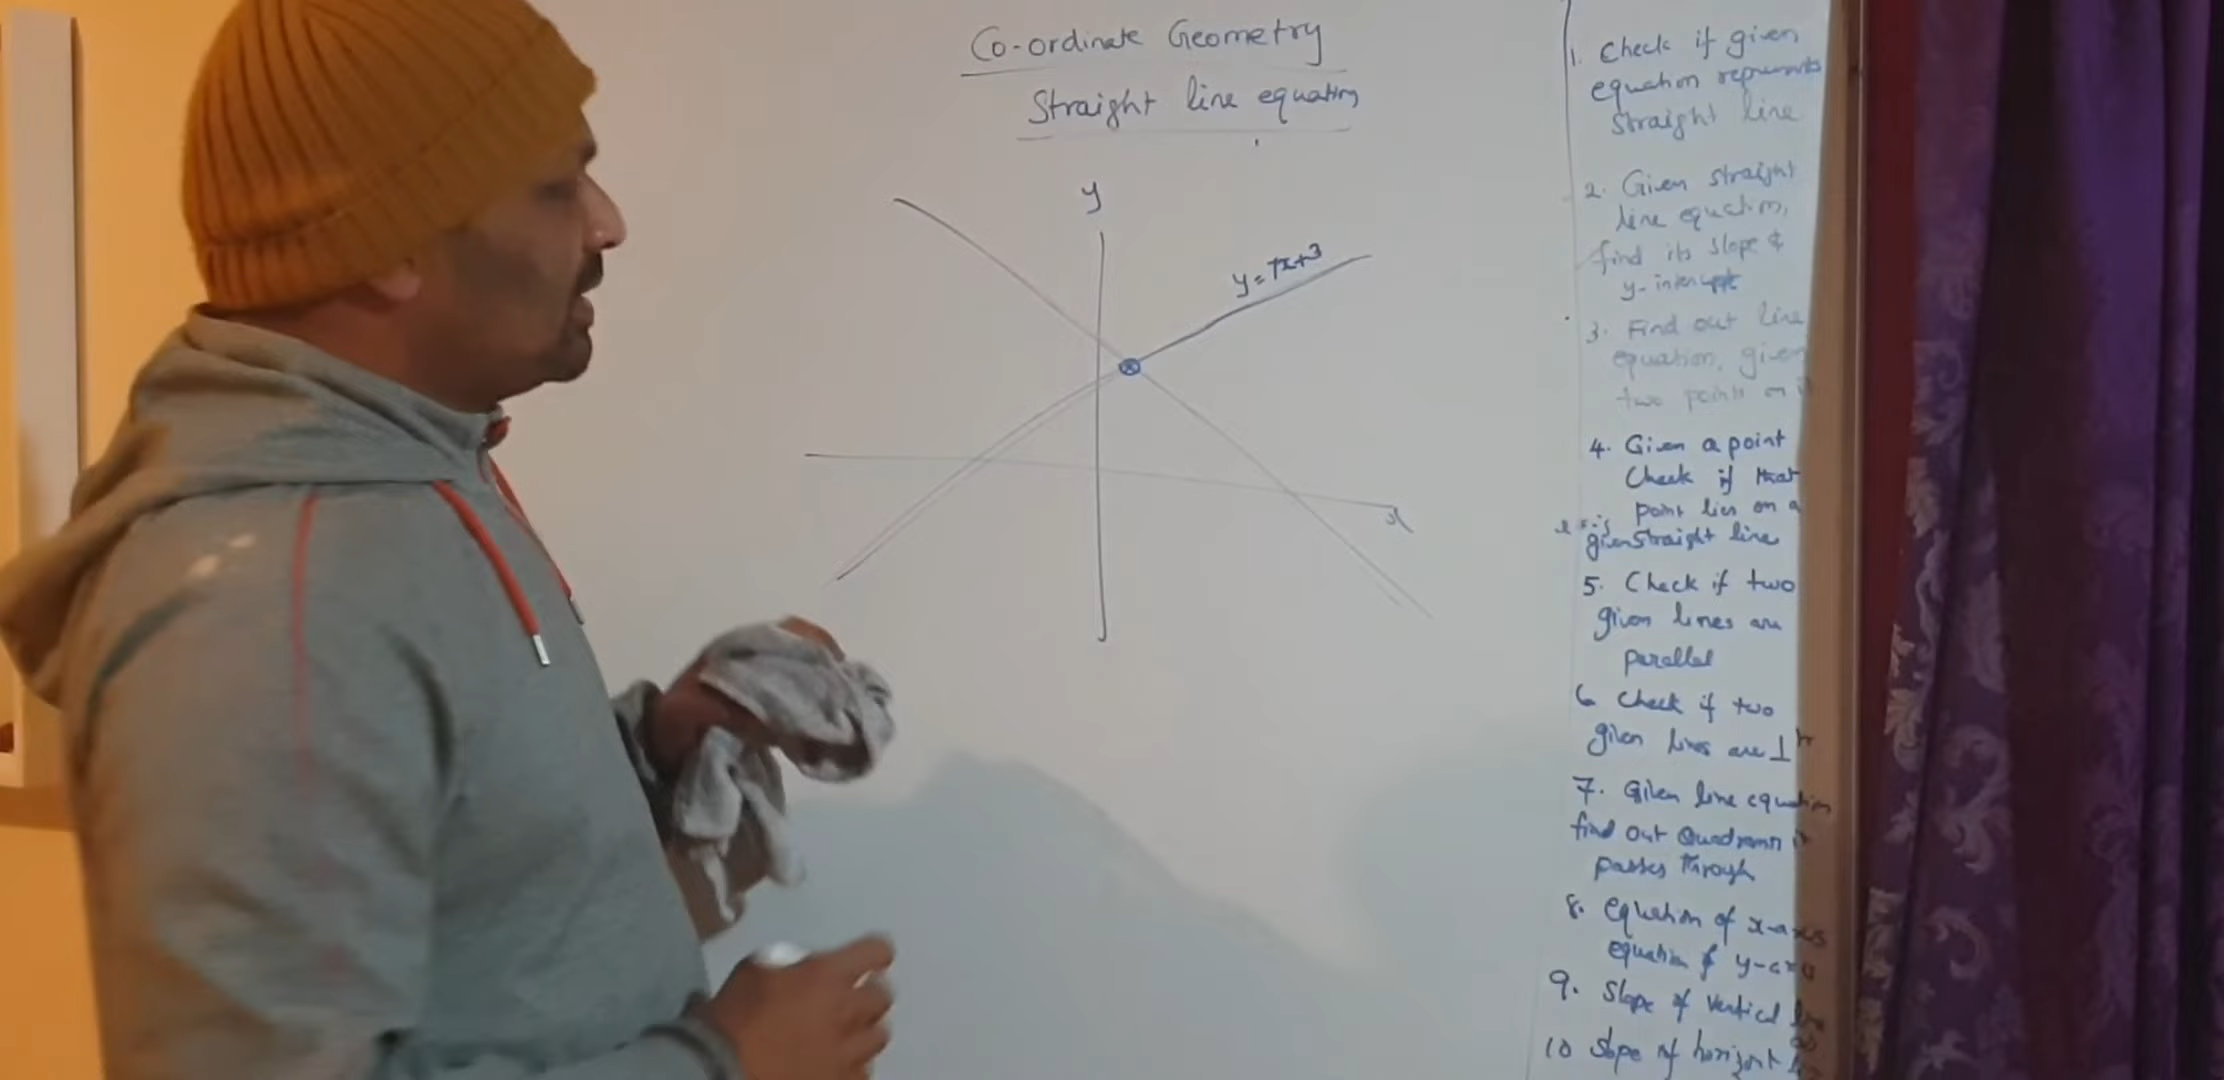 Co-ordinate Geometry
Straight line equation
y
y=7x+3
x
1. Check if given
equation represents
straight line
2. Given straight
line equation,
find its slope &
y-intercept
3. Find out line
equation, given
two points on
4. Given a point
Check if that
point lies on a
given straight line
5. Check if two
given lines are
parallel
6 Check if two
given lines are ⊥r
7. Given line equation
find out Quadrann it
passes through
8. equation of x-axis
equation of y-axis
9. Slope of vertical
10 Slope of horizont